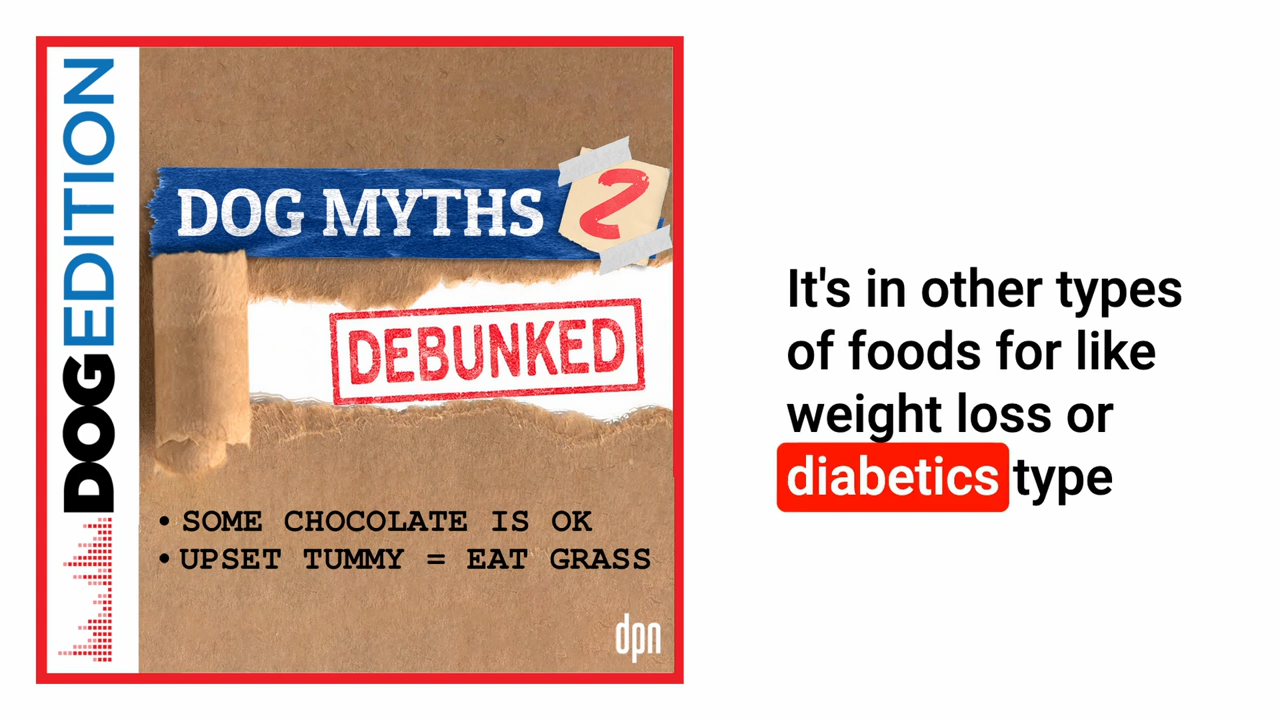 DOGEDITION
DOG MYTHS 2
DEBUNKED
• SOME CHOCOLATE IS OK
• UPSET TUMMY = EAT GRASS
dpn
It's in other types
of foods for like
weight loss or
diabetics type